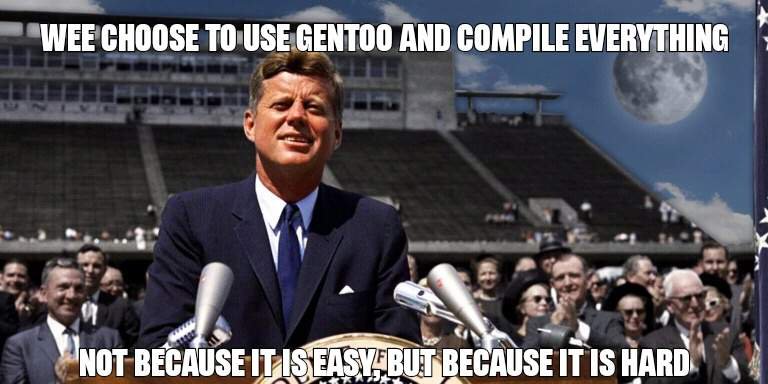 WEE CHOOSE TO USE GENTOO AND COMPILE EVERYTHING
NOT BECAUSE IT IS EASY, BUT BECAUSE IT IS HARD